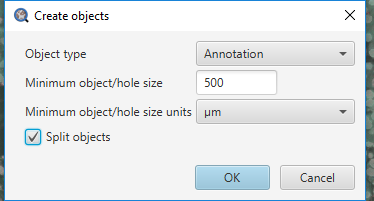 Create objects
Object type Annotation
Minimum object/hole size 500
Minimum object/hole size units µm
Split objects
OK Cancel